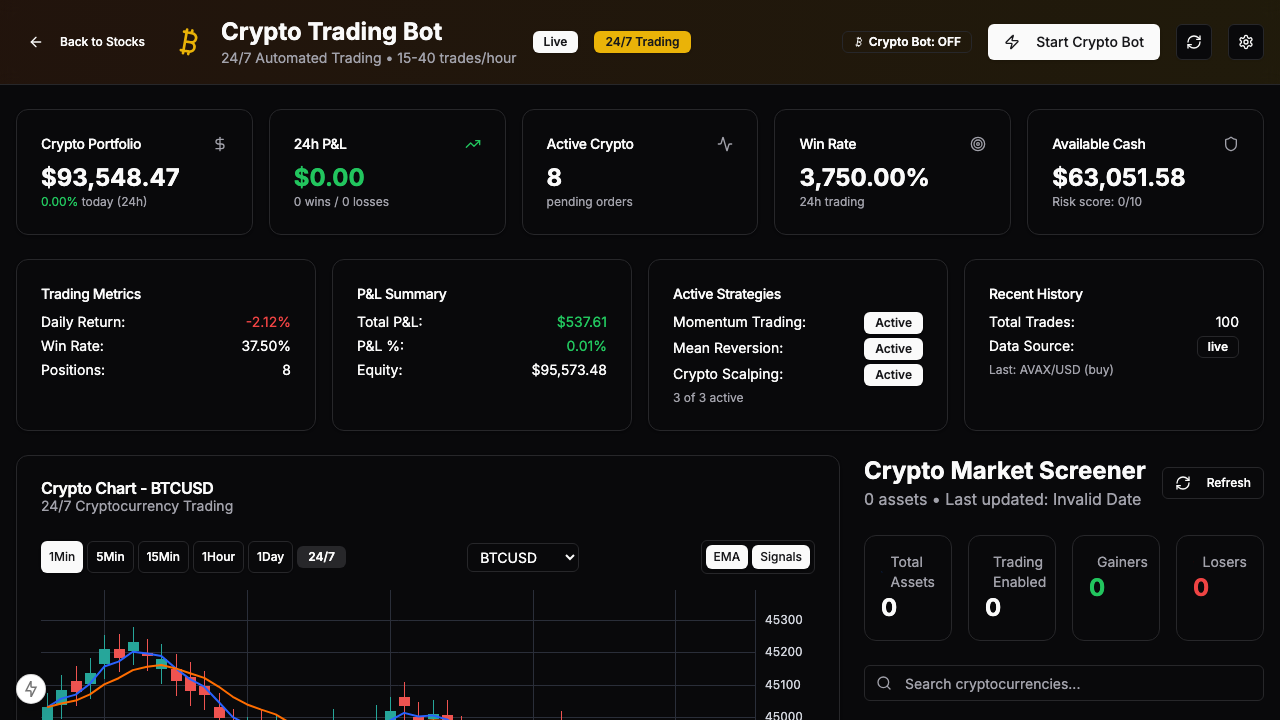 Back to Stocks
Crypto Trading Bot
24/7 Automated Trading • 15-40 trades/hour
Live
24/7 Trading
Crypto Bot: OFF
Start Crypto Bot
Crypto Portfolio
$93,548.47
0.00% today (24h)
24h P&L
$0.00
0 wins / 0 losses
Active Crypto
8
pending orders
Win Rate
3,750.00%
24h trading
Available Cash
$63,051.58
Risk score: 0/10
Trading Metrics
Daily Return: -2.12%
Win Rate: 37.50%
Positions: 8
P&L Summary
Total P&L: $537.61
P&L %: 0.01%
Equity: $95,573.48
Active Strategies
Momentum Trading: Active
Mean Reversion: Active
Crypto Scalping: Active
3 of 3 active
Recent History
Total Trades: 100
Data Source: live
Last: AVAX/USD (buy)
Crypto Chart - BTCUSD
24/7 Cryptocurrency Trading
1Min 5Min 15Min 1Hour 1Day 24/7
BTCUSD
EMA Signals
45300
45200
45100
45000
Crypto Market Screener
0 assets • Last updated: Invalid Date
Refresh
Total
Assets
0
Trading
Enabled
0
Gainers
0
Losers
0
Search cryptocurrencies...